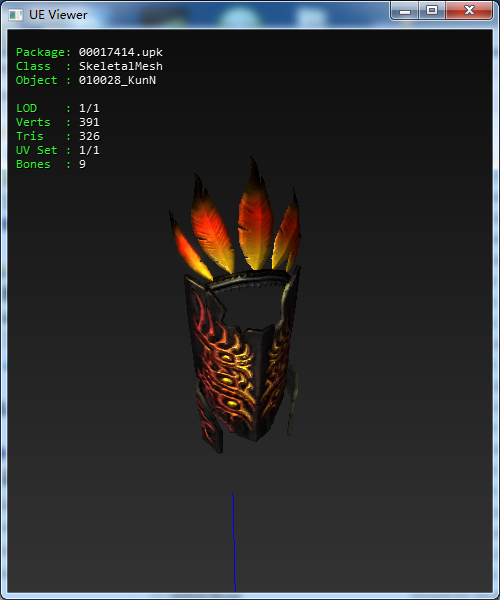 UE Viewer
Package: 00017414.upk
Class : SkeletalMesh
Object : 010028_KunN
LOD : 1/1
Verts : 391
Tris : 326
UV Set : 1/1
Bones : 9